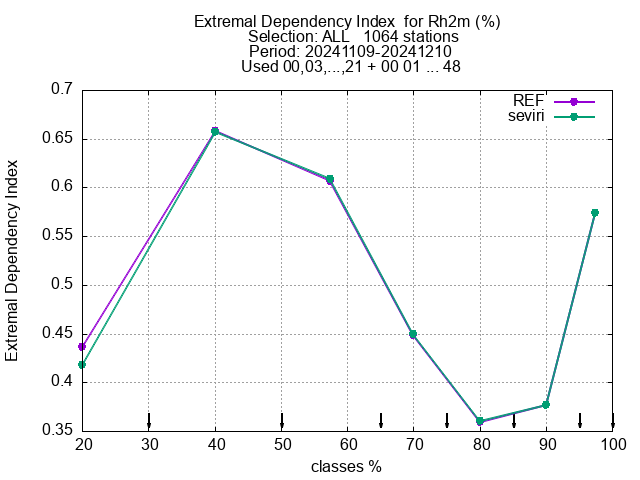 Extremal Dependency Index  for Rh2m (%)
Selection: ALL   1064 stations
Period: 20241109-20241210
Used 00,03,...,21 + 00 01 ... 48
REF
seviri
0.7
0.65
0.6
0.55
0.5
0.45
0.4
0.35
Extremal Dependency Index
20 30 40 50 60 70 80 90 100
classes %